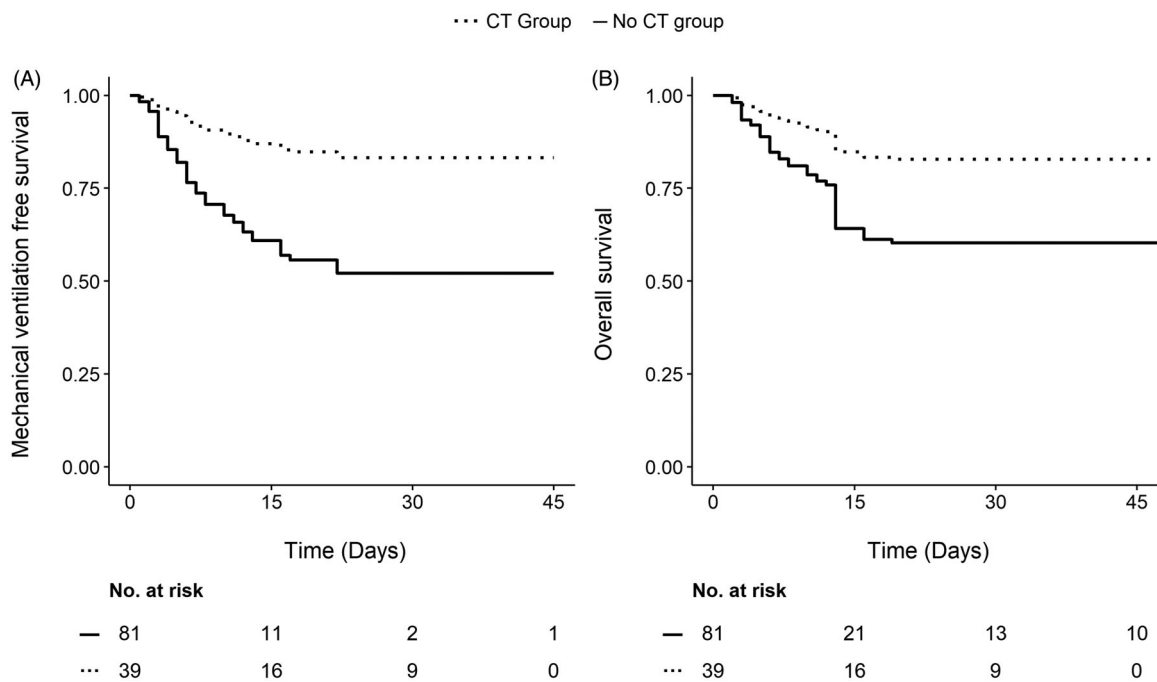 CT Group No CT group
(A)
Mechanical ventilation free survival
1.00
0.75
0.50
0.25
0.00
0 15 30 45
Time (Days)
No. at risk
81 11 2 1
39 16 9 0
(B)
Overall survival
1.00
0.75
0.50
0.25
0.00
0 15 30 45
Time (Days)
No. at risk
81 21 13 10
39 16 9 0